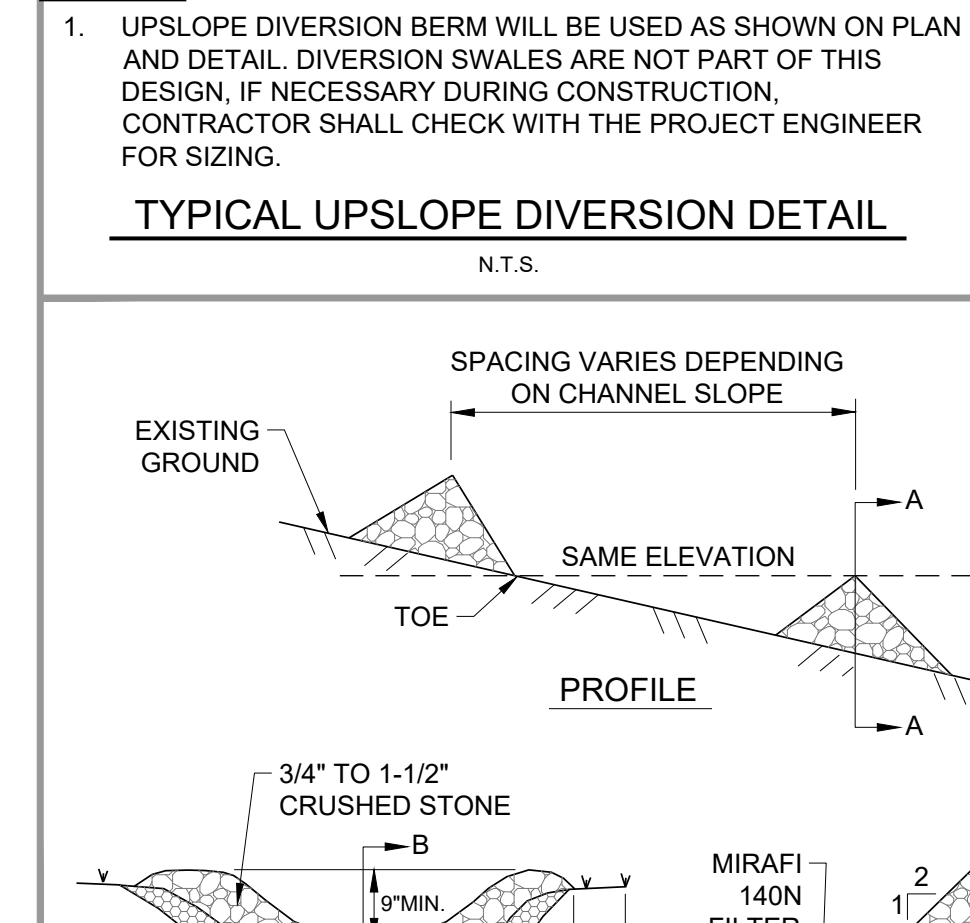 1. UPSLOPE DIVERSION BERM WILL BE USED AS SHOWN ON PLAN
AND DETAIL. DIVERSION SWALES ARE NOT PART OF THIS
DESIGN, IF NECESSARY DURING CONSTRUCTION,
CONTRACTOR SHALL CHECK WITH THE PROJECT ENGINEER
FOR SIZING.
TYPICAL UPSLOPE DIVERSION DETAIL
N.T.S.
SPACING VARIES DEPENDING
ON CHANNEL SLOPE
EXISTING
GROUND
A
SAME ELEVATION
TOE
PROFILE
A
3/4" TO 1-1/2"
CRUSHED STONE
B
9"MIN.
MIRAFI
140N
FILTER
2
1